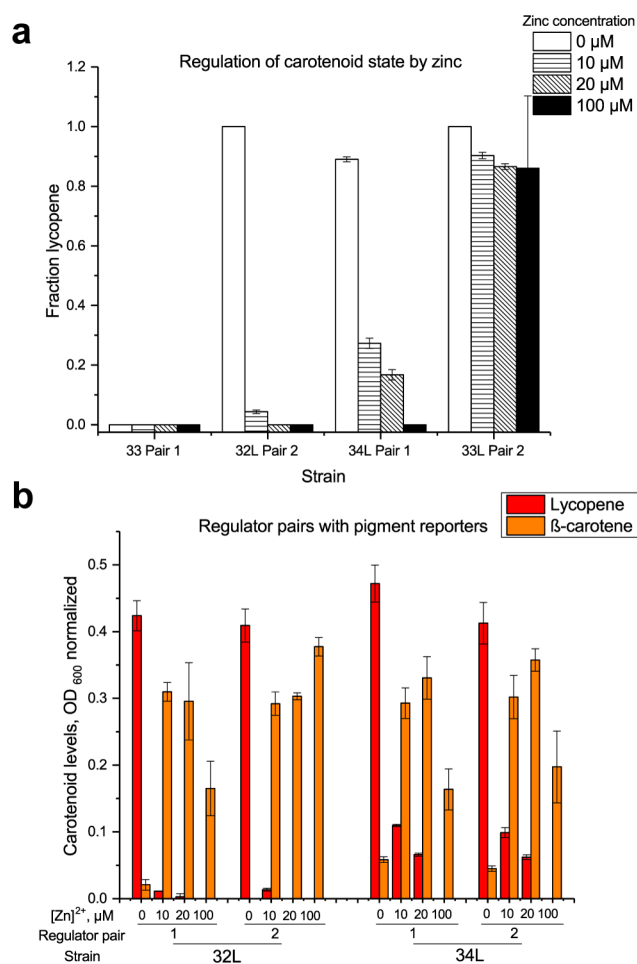 a
Zinc concentration
0 µM
10 µM
20 µM
100 µM
Regulation of carotenoid state by zinc
1.2
1.0
0.8
0.6
0.4
0.2
0.0
Fraction lycopene
33 Pair 1 32L Pair 2 34L Pair 1 33L Pair 2
Strain
b
Lycopene
ß-carotene
Regulator pairs with pigment reporters
0.5
0.4
0.3
0.2
0.1
0.0
Carotenoid levels, OD 600 normalized
[Zn]2+, µM 0 10 20 100 0 10 20 100 0 10 20 100 0 10 20 100
Regulator pair 1 2 1 2
Strain 32L 34L